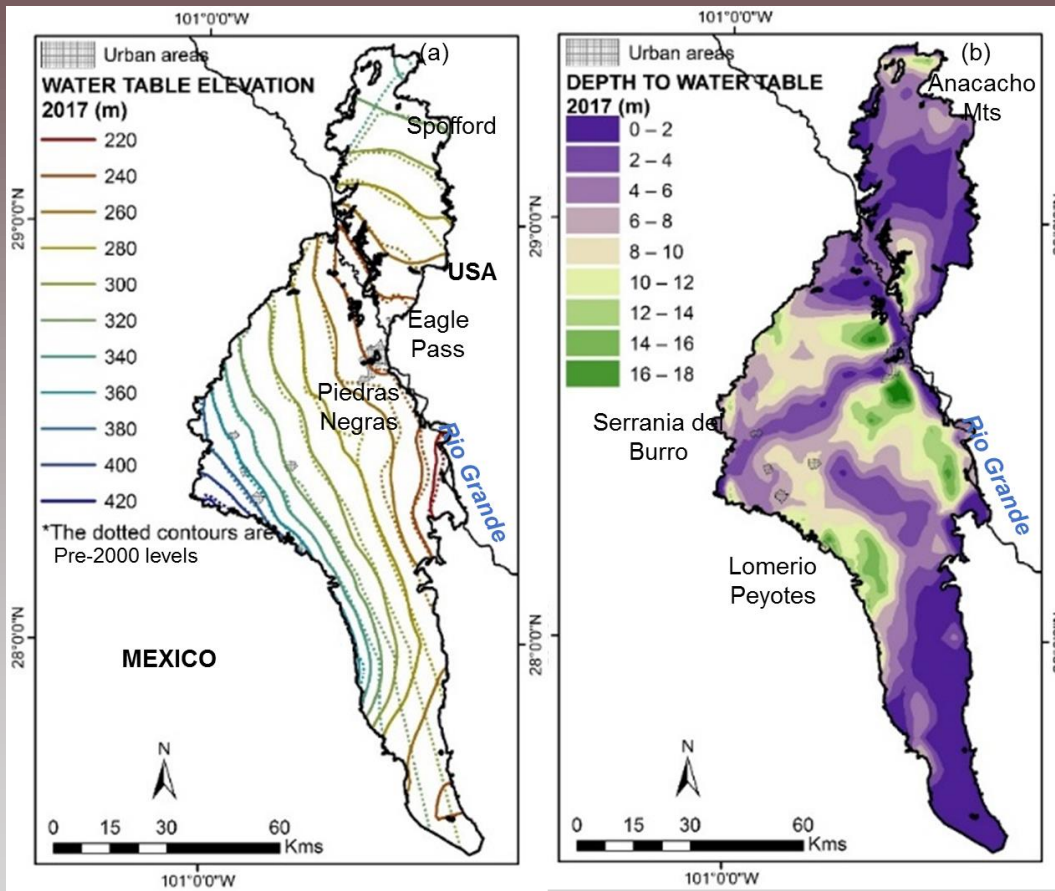 101°0'0"W
(a)
Urban areas
WATER TABLE ELEVATION
2017 (m)
220
240
260
280
300
320
340
360
380
400
420
*The dotted contours are
Pre-2000 levels
Spofford
USA
Eagle
Pass
Piedras
Negras
Rio Grande
MEXICO
29°0'0"N
28°0'0"N
N
0 15 30 60
Kms
101°0'0"W
101°0'0"W
(b)
Urban areas
DEPTH TO WATER TABLE
2017 (m)
0 – 2
2 – 4
4 – 6
6 – 8
8 – 10
10 – 12
12 – 14
14 – 16
16 – 18
Anacacho
Mts
Serrania del
Burro
Rio Grande
Lomerio
Peyotes
29°0'0"N
28°0'0"N
N
0 15 30 60
Kms
101°0'0"W